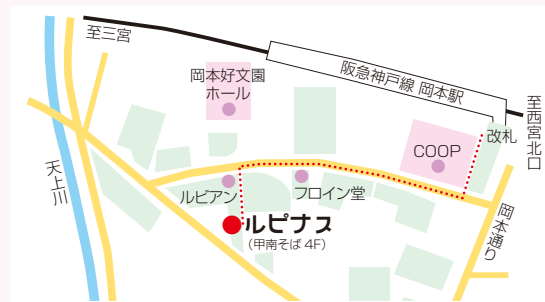 至三宮
阪急神戸線 岡本駅
至西宮北口
岡本好文園
ホール
改札
COOP
天上川
ルビアン
フロイン堂
岡本通り
ルピナス
(甲南そば 4F)